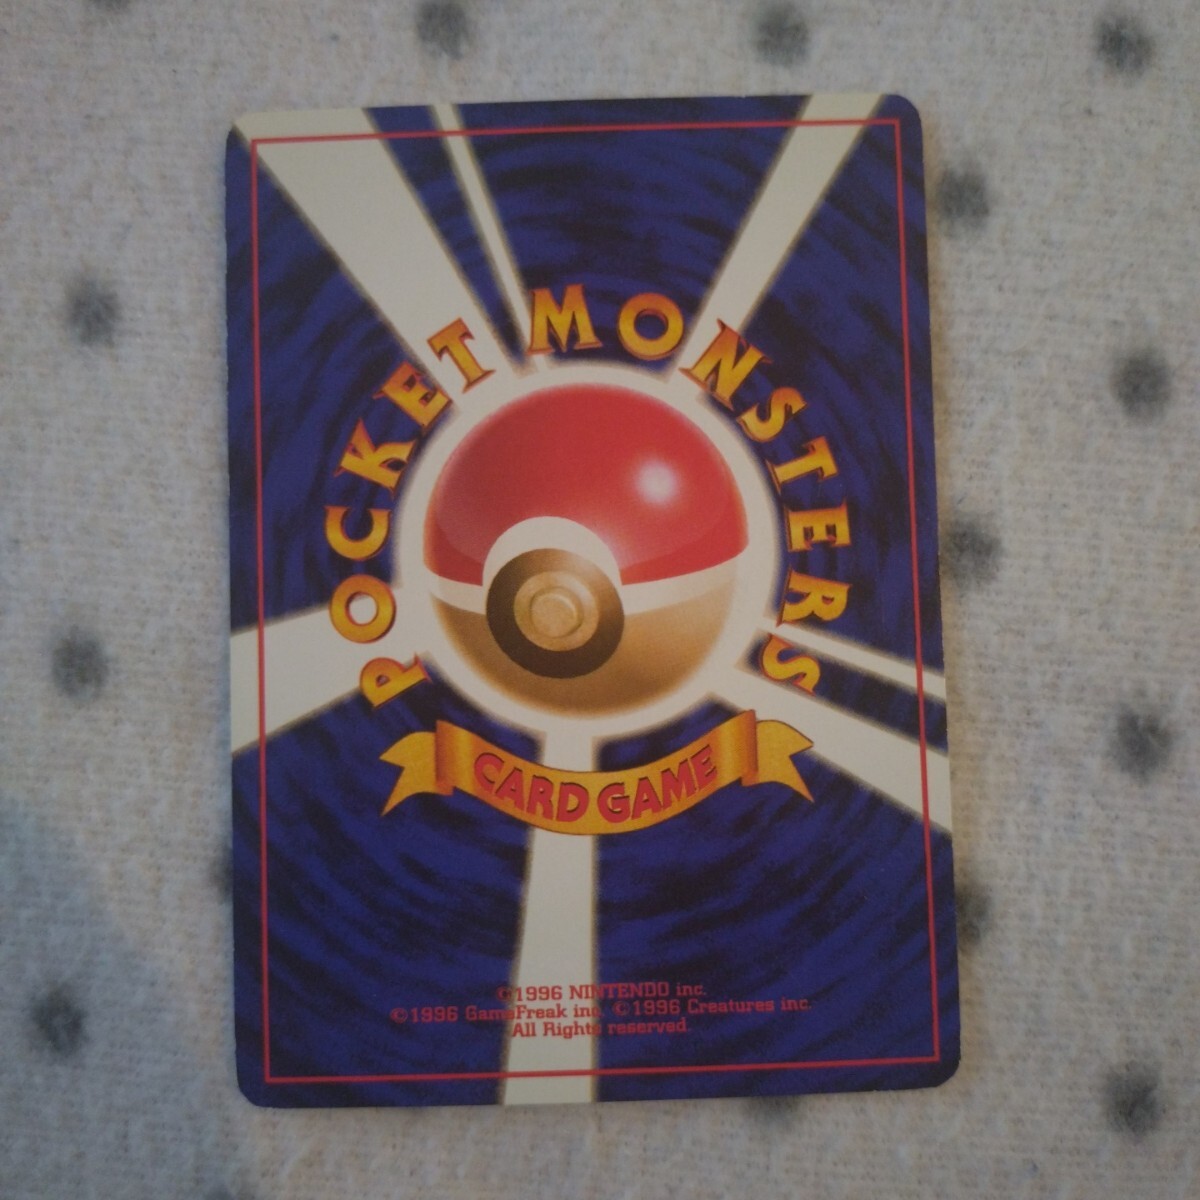 POCKET MONSTERS
CARD GAME
©1996 NINTENDO inc.
©1996 GameFreak inc. ©1996 Creatures inc.
All Rights reserved.